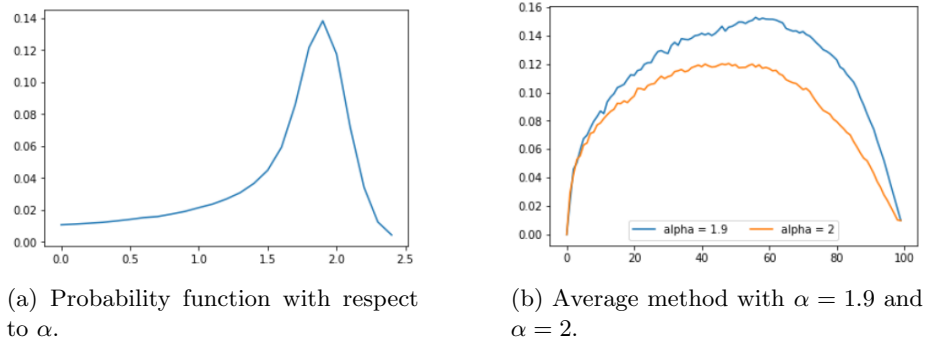 0.14
0.12
0.10
0.08
0.06
0.04
0.02
0.00
0.0 0.5 1.0 1.5 2.0 2.5
(a) Probability function with respect
to α.
0.16
0.14
0.12
0.10
0.08
0.06
0.04
0.02
0.00
alpha = 1.9 alpha = 2
0 20 40 60 80 100
(b) Average method with α = 1.9 and
α = 2.